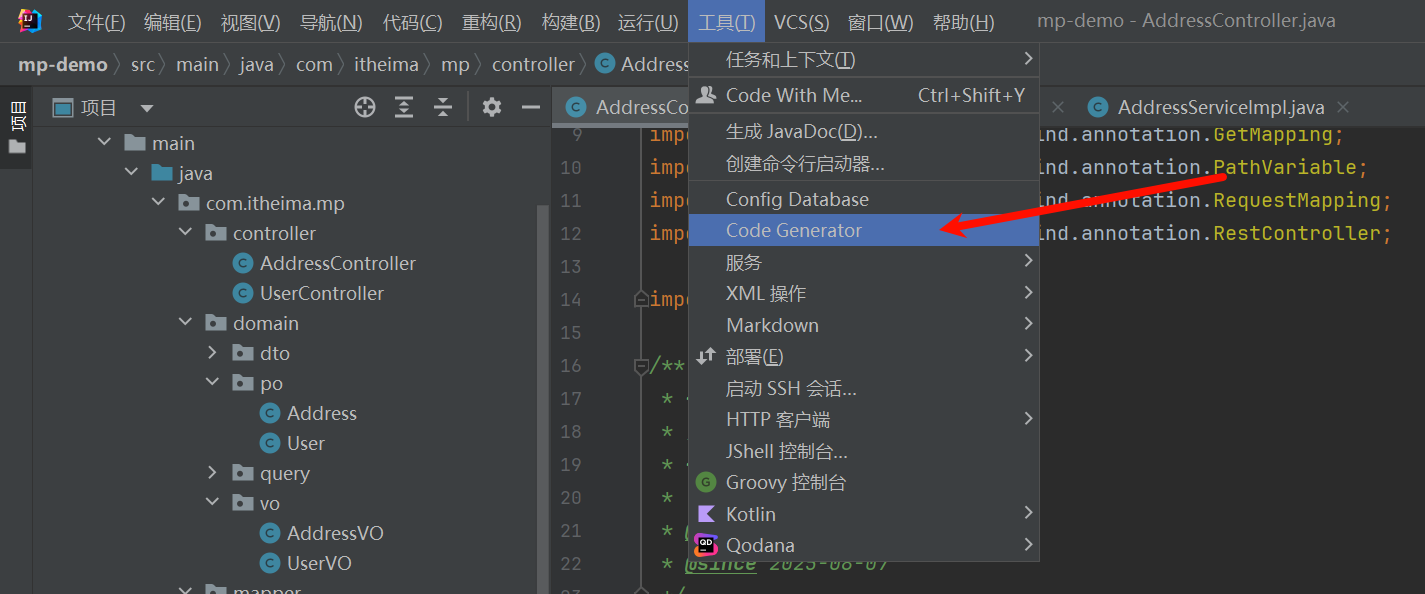 文件(F) 编辑(E) 视图(V) 导航(N) 代码(C) 重构(R) 构建(B) 运行(U) 工具(T) VCS(S) 窗口(W) 帮助(H) mp-demo - AddressController.java
mp-demo src main java com itheima mp controller Address
项目
项目
AddressCo
AddressServiceImpl.java
main
java
com.itheima.mp
controller
AddressController
UserController
domain
dto
po
Address
User
query
vo
AddressVO
UserVO
mapper
任务和上下文(T)
Code With Me... Ctrl+Shift+Y
生成 JavaDoc(D)...
创建命令行启动器...
Config Database
Code Generator
服务
XML 操作
Markdown
部署(E)
启动 SSH 会话...
HTTP 客户端
JShell 控制台...
Groovy 控制台
Kotlin
Qodana
9 imp ind.annotation.GetMapping;
10 imp ind.annotation.PathVariable;
11 imp ind.annotation.RequestMapping;
12 imp ind.annotation.RestController;
13
14 imp
15
16 /**
17 *
18 *
19 *
20 *
21 *
22 * @since 2025-08-07
23